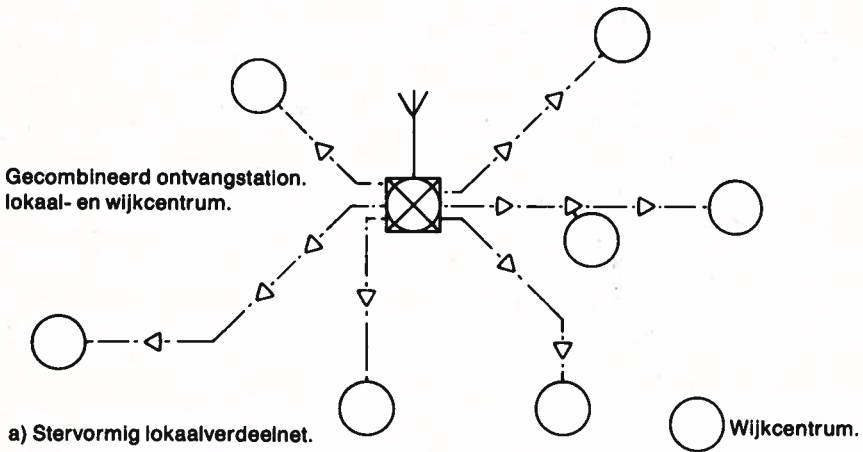 Gecombineerd ontvangstation.
lokaal- en wijkcentrum.
a) Stervormig lokaalverdeelnet.
Wijkcentrum.